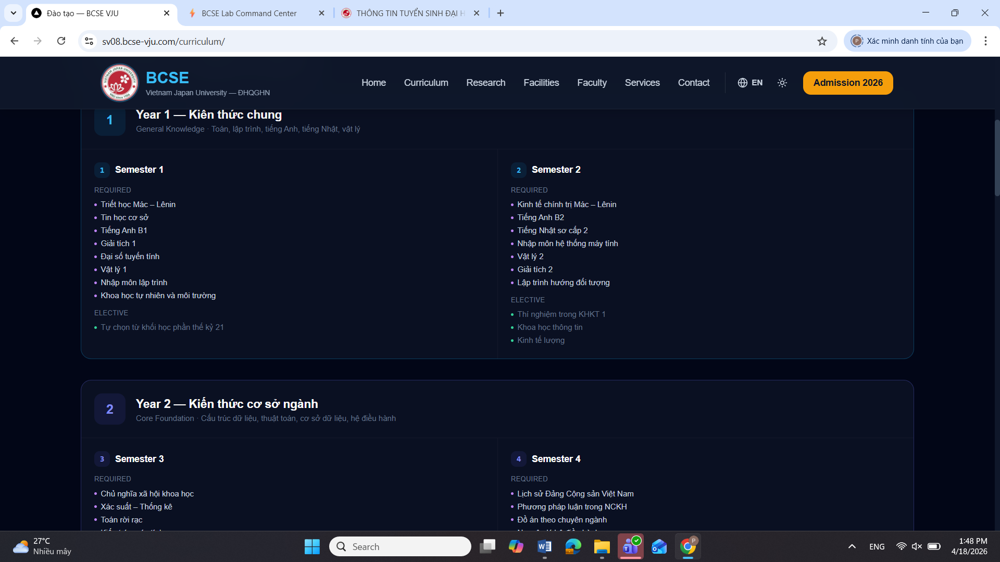 Đào tạo — BCSE VJU
BCSE Lab Command Center
THÔNG TIN TUYỂN SINH ĐẠI H
sv08.bcse-vju.com/curriculum/
P
Xác minh danh tính của bạn
BCSE
Vietnam Japan University — ĐHQGHN
Home
Curriculum
Research
Facilities
Faculty
Services
Contact
EN
Admission 2026
1
Year 1 — Kiến thức chung
General Knowledge · Toán, lập trình, tiếng Anh, tiếng Nhật, vật lý
1 Semester 1
REQUIRED
• Triết học Mác – Lênin
• Tin học cơ sở
• Tiếng Anh B1
• Giải tích 1
• Đại số tuyến tính
• Vật lý 1
• Nhập môn lập trình
• Khoa học tự nhiên và môi trường
ELECTIVE
• Tự chọn từ khối học phần thế kỷ 21
2 Semester 2
REQUIRED
• Kinh tế chính trị Mác – Lênin
• Tiếng Anh B2
• Tiếng Nhật sơ cấp 2
• Nhập môn hệ thống máy tính
• Vật lý 2
• Giải tích 2
• Lập trình hướng đối tượng
ELECTIVE
• Thí nghiệm trong KHKT 1
• Khoa học thông tin
• Kinh tế lượng
2
Year 2 — Kiến thức cơ sở ngành
Core Foundation · Cấu trúc dữ liệu, thuật toán, cơ sở dữ liệu, hệ điều hành
3 Semester 3
REQUIRED
• Chủ nghĩa xã hội khoa học
• Xác suất – Thống kê
• Toán rời rạc
4 Semester 4
REQUIRED
• Lịch sử Đảng Cộng sản Việt Nam
• Phương pháp luận trong NCKH
• Đồ án theo chuyên ngành
27°C
Nhiều mây
Search
ENG
1:48 PM
4/18/2026